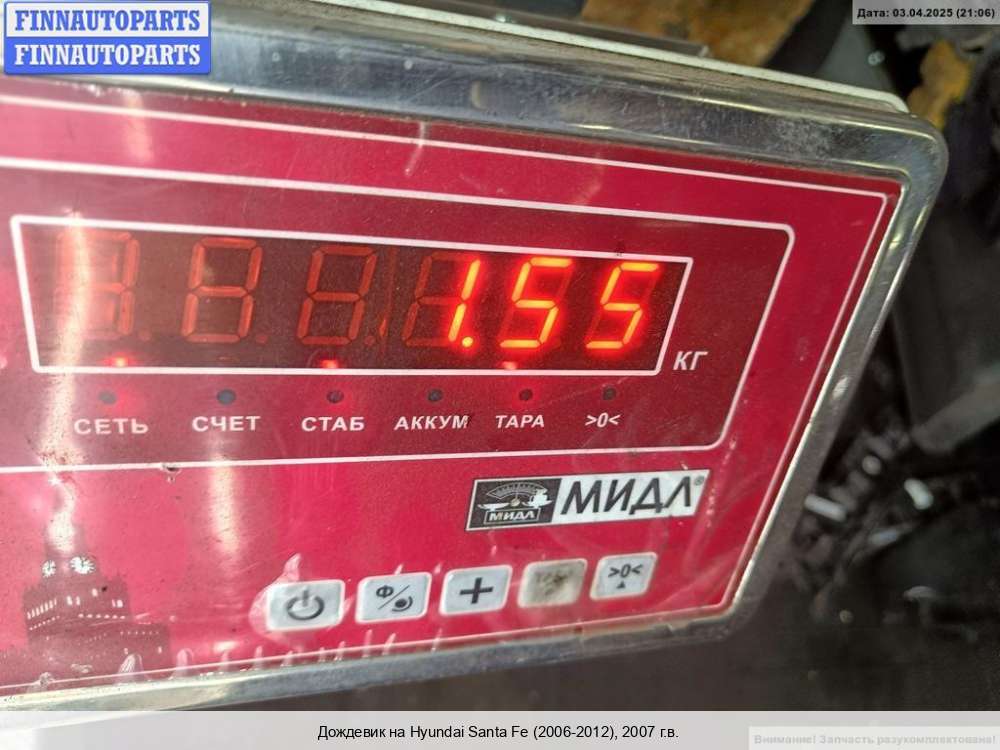 FINNAUTOPARTS
FINNAUTOPARTS
Дата: 03.04.2025 (21:06)
1.55
КГ
СЕТЬ СЧЕТ СТАБ АККУМ ТАРА >0<
МИДЛ МИДЛ®
Ф >0<
Дождевик на Hyundai Santa Fe (2006-2012), 2007 г.в.
Внимание! Запчасть разукомплектована!